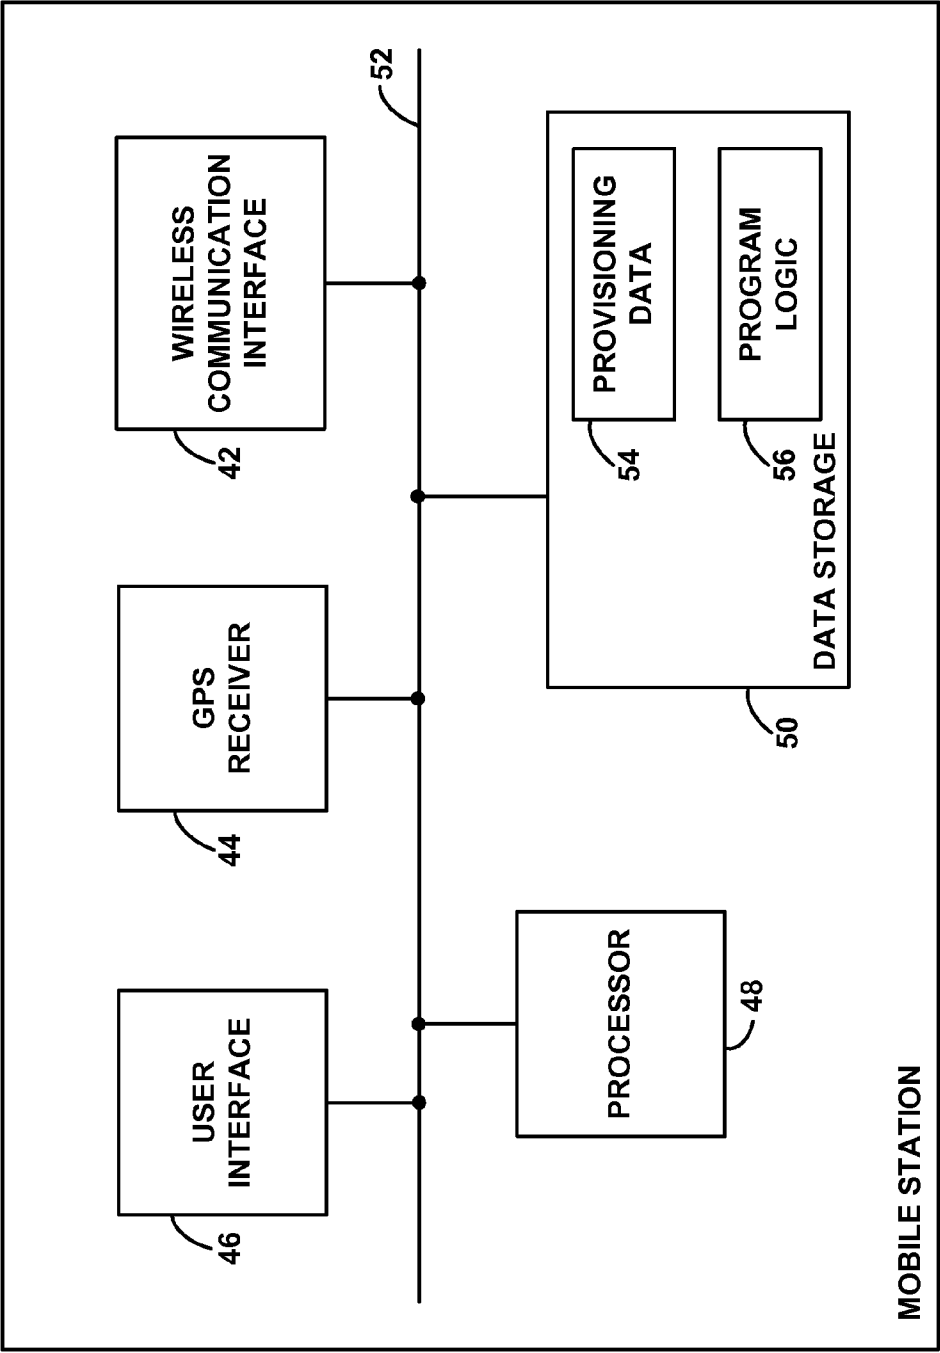 46
USER
INTERFACE
44
GPS
RECEIVER
42
WIRELESS
COMMUNICATION
INTERFACE
52
PROCESSOR
48
50
54
PROVISIONING
DATA
56
PROGRAM
LOGIC
DATA STORAGE
MOBILE STATION